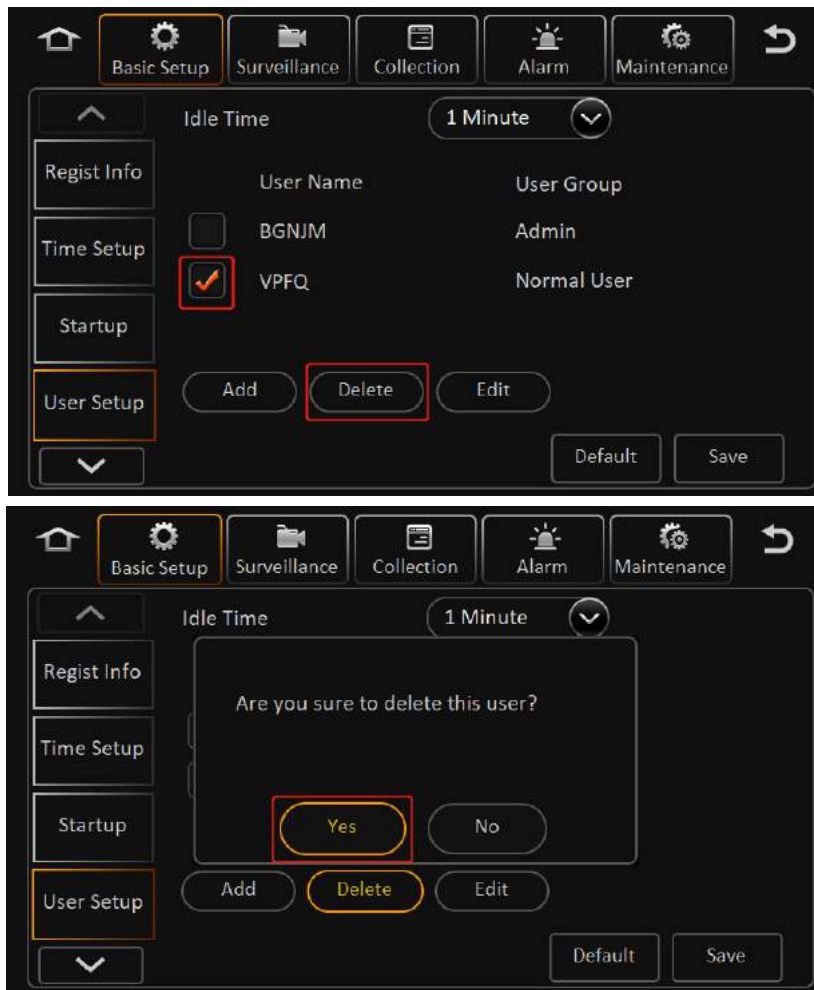 Basic Setup Surveillance Collection Alarm Maintenance
Idle Time 1 Minute
Regist Info
User Name User Group
BGNJM Admin
Time Setup
VPFQ Normal User
Startup
Add Delete Edit
User Setup
Default Save
Basic Setup Surveillance Collection Alarm Maintenance
Idle Time 1 Minute
Regist Info
Are you sure to delete this user?
Time Setup
Startup
Yes No
Add Delete Edit
User Setup
Default Save